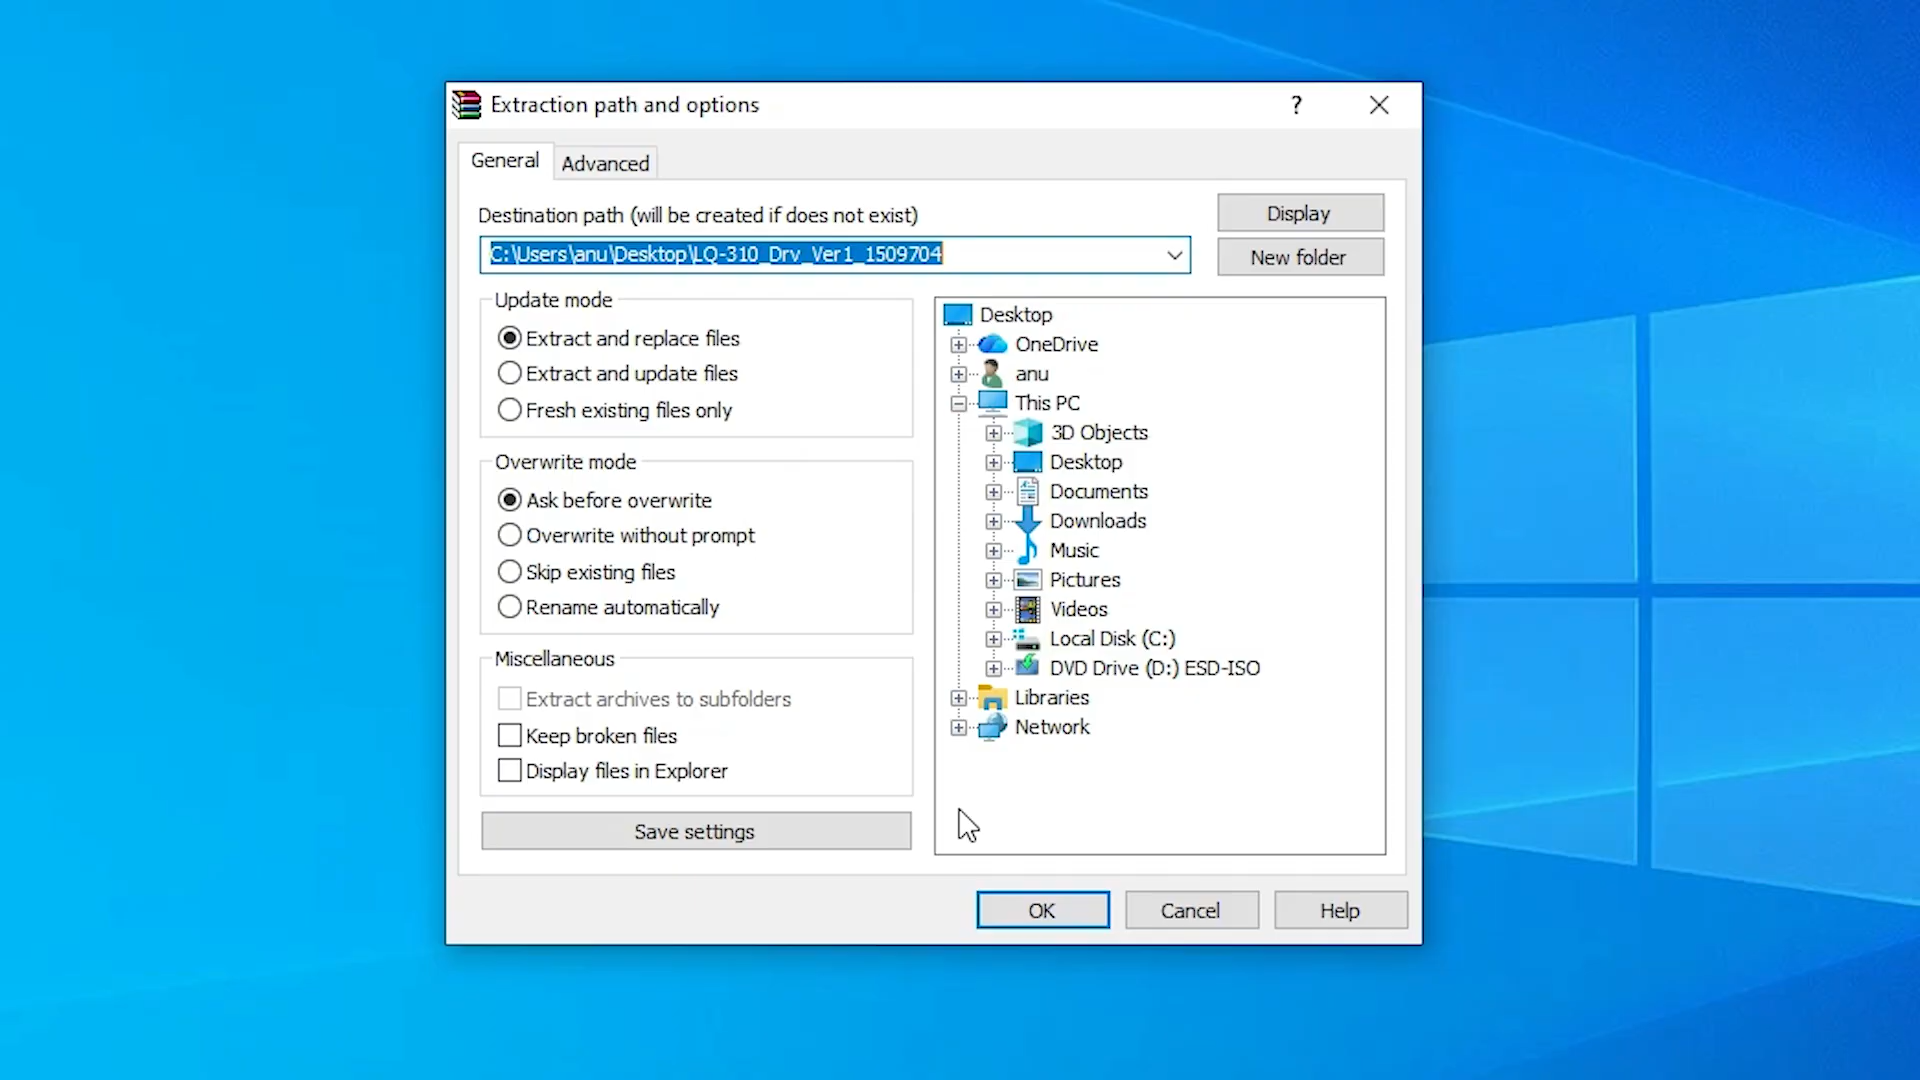 Extraction path and options
?
General
Advanced
Destination path (will be created if does not exist)
Display
C:\Users\anu\Desktop\LQ-310_Drv_Ver1_1509704
New folder
Update mode
Extract and replace files
Extract and update files
Fresh existing files only
Overwrite mode
Ask before overwrite
Overwrite without prompt
Skip existing files
Rename automatically
Miscellaneous
Extract archives to subfolders
Keep broken files
Display files in Explorer
Save settings
Desktop
OneDrive
anu
This PC
3D Objects
Desktop
Documents
Downloads
Music
Pictures
Videos
Local Disk (C:)
DVD Drive (D:) ESD-ISO
Libraries
Network
OK
Cancel
Help